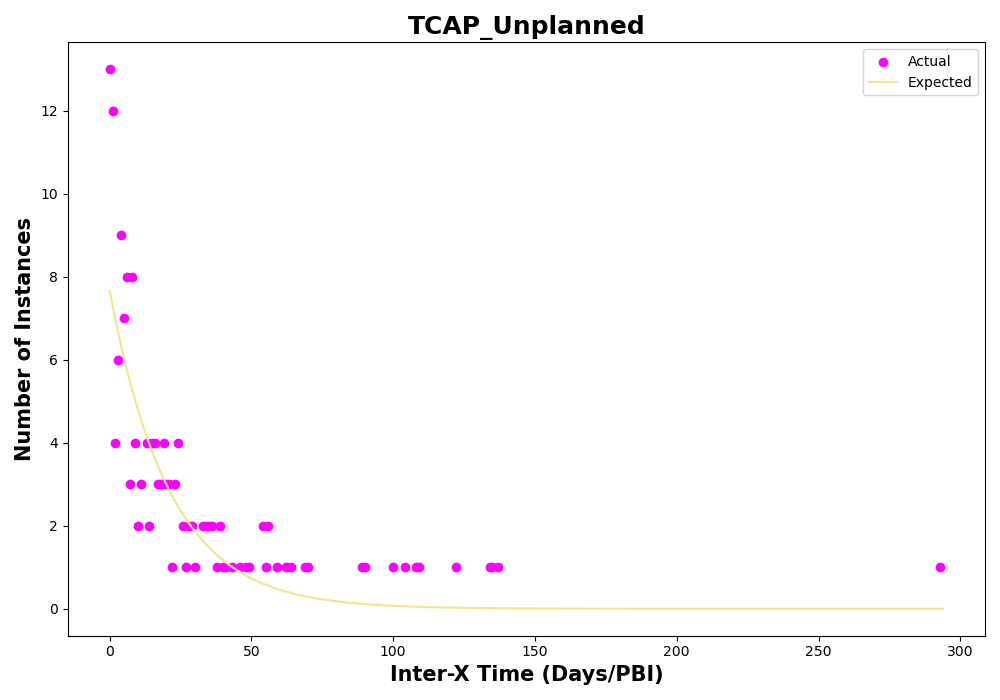 TCAP_Unplanned
Actual
Expected
Number of Instances
12
10
8
6
4
2
0
0 50 100 150 200 250 300
Inter-X Time (Days/PBI)